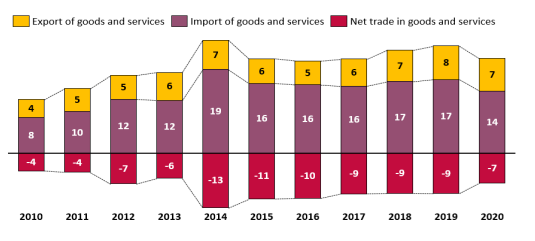 Export of goods and services Import of goods and services Net trade in goods and services
7 8
6 6 7 7
5 6 5 6
4 5
19
16 16 16 17 17
12 12 14
8 10
-4 -4 -7 -6 -13 -11 -10 -9 -9 -9 -7
2010 2011 2012 2013 2014 2015 2016 2017 2018 2019 2020